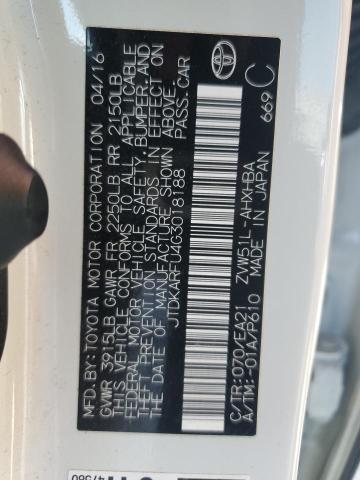 MFD.BY:TOYOTA MOTOR CORPORATION 04/16
GVWR 3915LB GAWR FR 2250LB RR 2150LB
THIS VEHICLE CONFORMS TO ALL APPLICABLE
FEDERAL MOTOR VEHICLE SAFETY, BUMPER, AND
THEFT PREVENTION STANDARDS IN EFFECT ON
THE DATE OF MANUFACTURE SHOWN ABOVE.
JTDKARFU4G3018188 PASS.CAR
C/TR:070/EA21 ZVW51L-AHXHBA
A/TM:-01A/P610 MADE IN JAPAN
669 C
TOYOTA